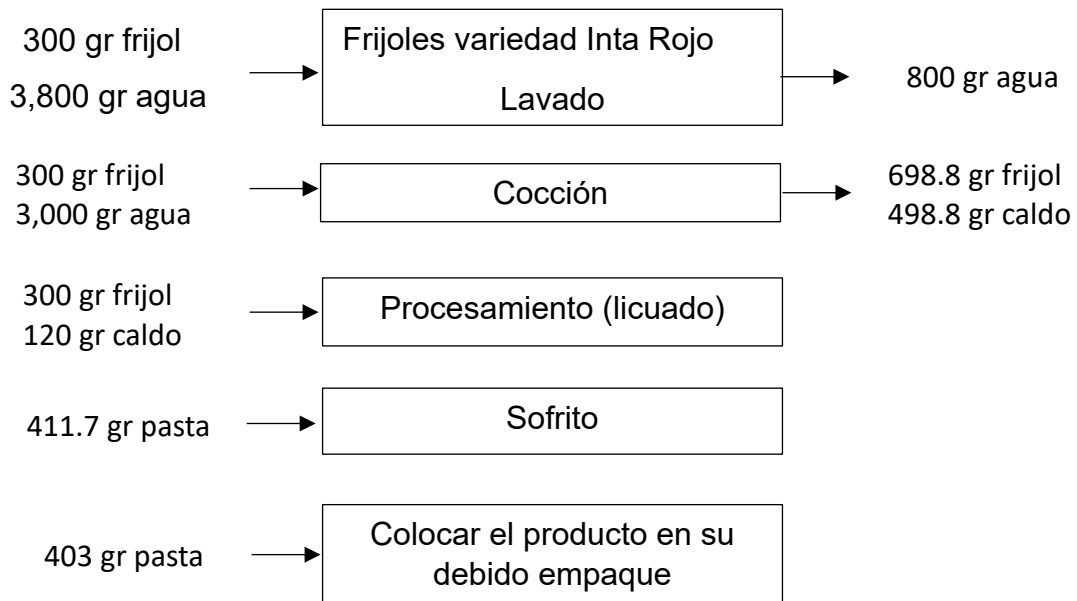 300 gr frijol
3,800 gr agua
Frijoles variedad Inta Rojo
Lavado
800 gr agua
300 gr frijol
3,000 gr agua
Cocción
698.8 gr frijol
498.8 gr caldo
300 gr frijol
120 gr caldo
Procesamiento (licuado)
411.7 gr pasta
Sofrito
403 gr pasta
Colocar el producto en su
debido empaque